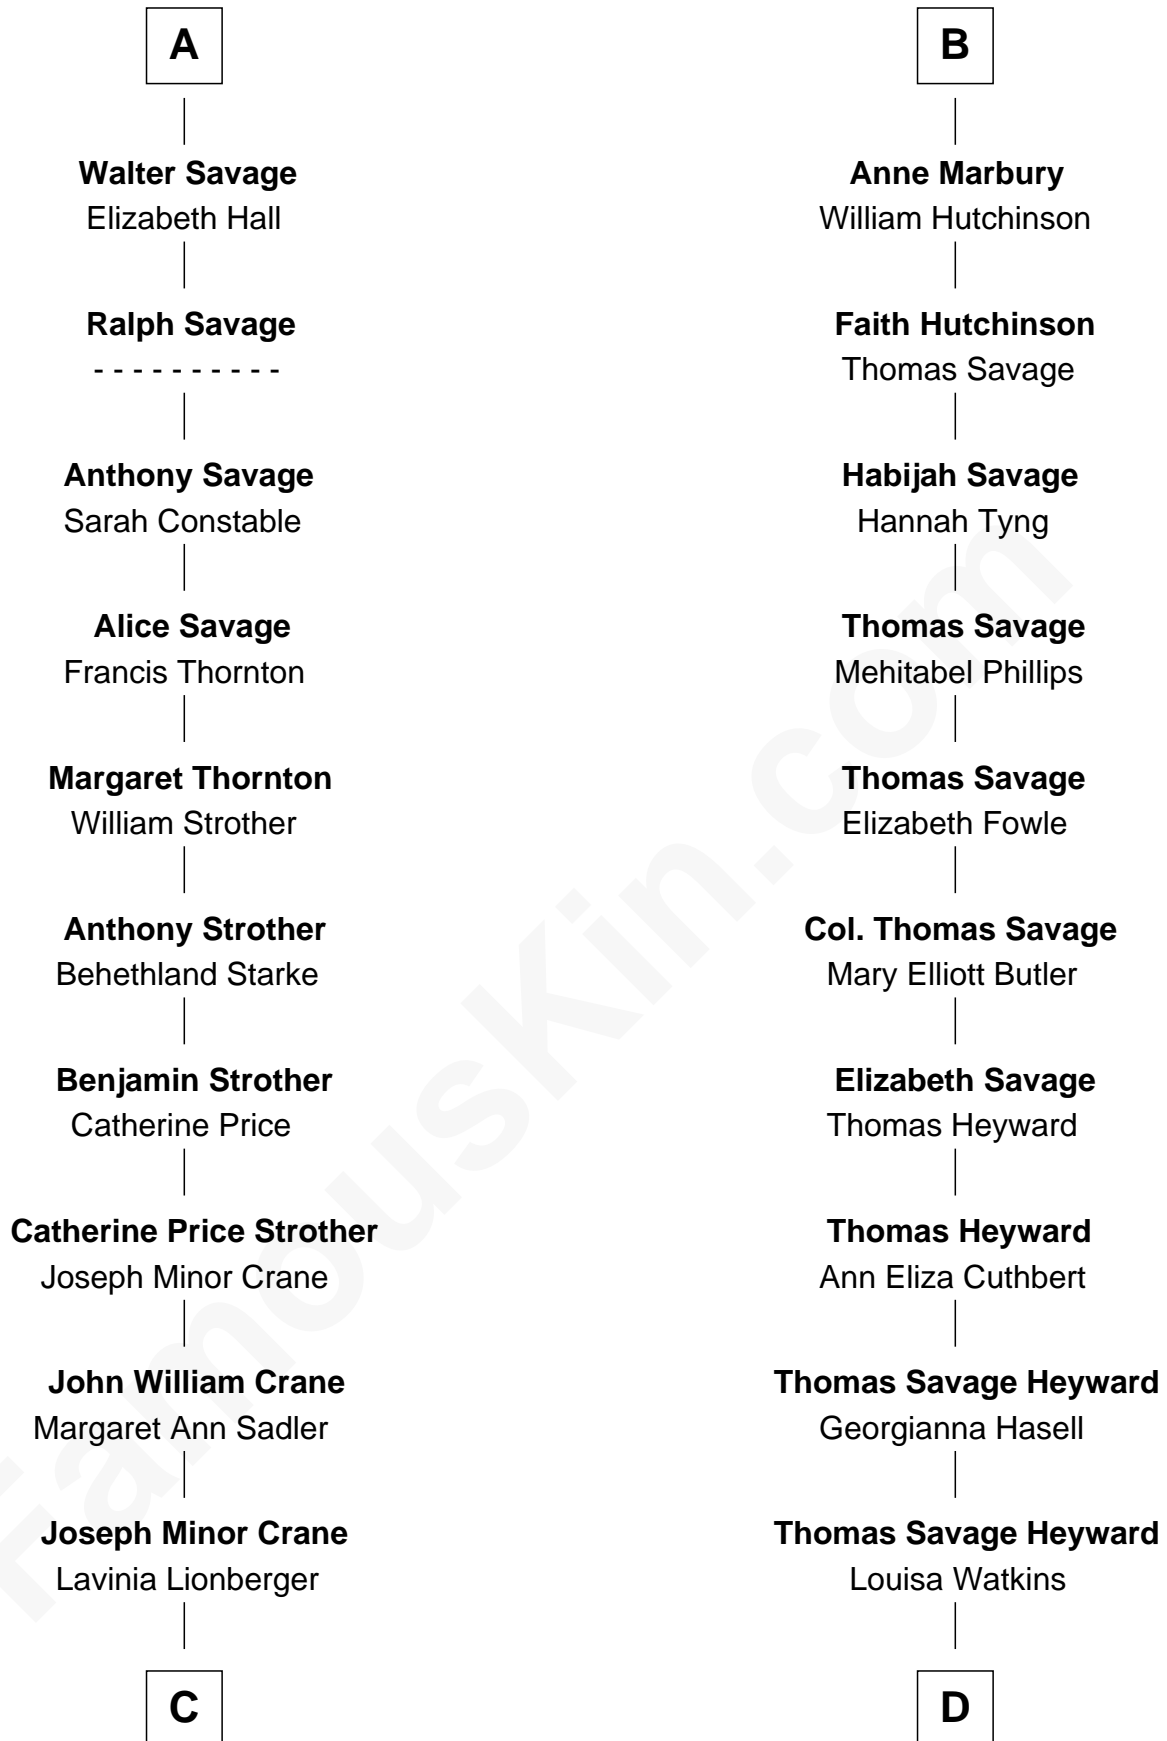 A
Walter Savage
Elizabeth Hall
Ralph Savage
- - - - - - - - - -
Anthony Savage
Sarah Constable
Alice Savage
Francis Thornton
Margaret Thornton
William Strother
Anthony Strother
Behethland Starke
Benjamin Strother
Catherine Price
Catherine Price Strother
Joseph Minor Crane
John William Crane
Margaret Ann Sadler
Joseph Minor Crane
Lavinia Lionberger
C
B
Anne Marbury
William Hutchinson
Faith Hutchinson
Thomas Savage
Habijah Savage
Hannah Tyng
Thomas Savage
Mehitabel Phillips
Thomas Savage
Elizabeth Fowle
Col. Thomas Savage
Mary Elliott Butler
Elizabeth Savage
Thomas Heyward
Thomas Heyward
Ann Eliza Cuthbert
Thomas Savage Heyward
Georgianna Hasell
Thomas Savage Heyward
Louisa Watkins
D
FamousKin.com